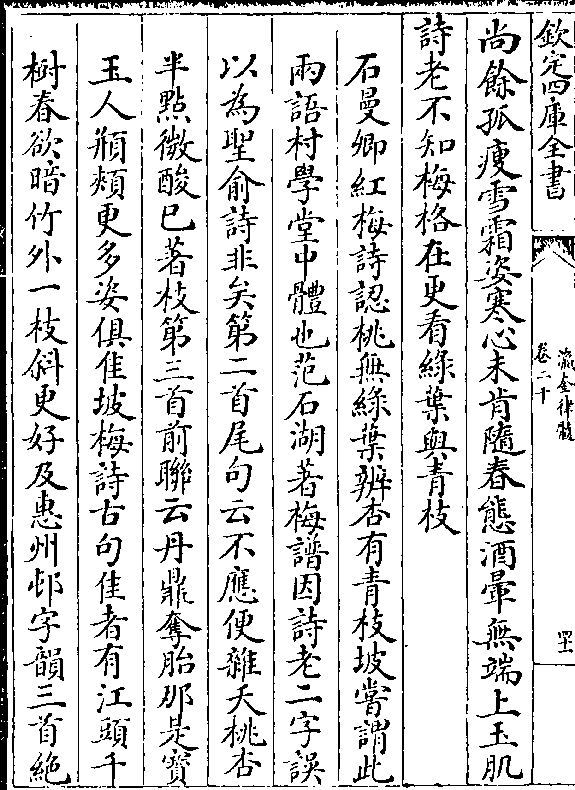 欽定四庫全書
瀛奎律髓
卷二十
尚餘孤瘦雪霜姿寒心未肯隨春態酒暈無端上玉肌
詩老不知梅格在更看綠葉與青枝
石曼卿紅梅詩認桃無綠葉辨杏有青枝坡嘗謂此
兩語村學堂中體也范石湖著梅譜因詩老二字誤
以為聖俞詩非矣第二首尾句云不應便雜夭桃杏
半點微酸已著枝第三首前聯云丹鼎奪胎那是寳
玉人頩頰更多姿俱佳坡梅詩古句佳者有江頭千
樹春欲暗竹外一枝斜更好及惠州邨字韻三首絶